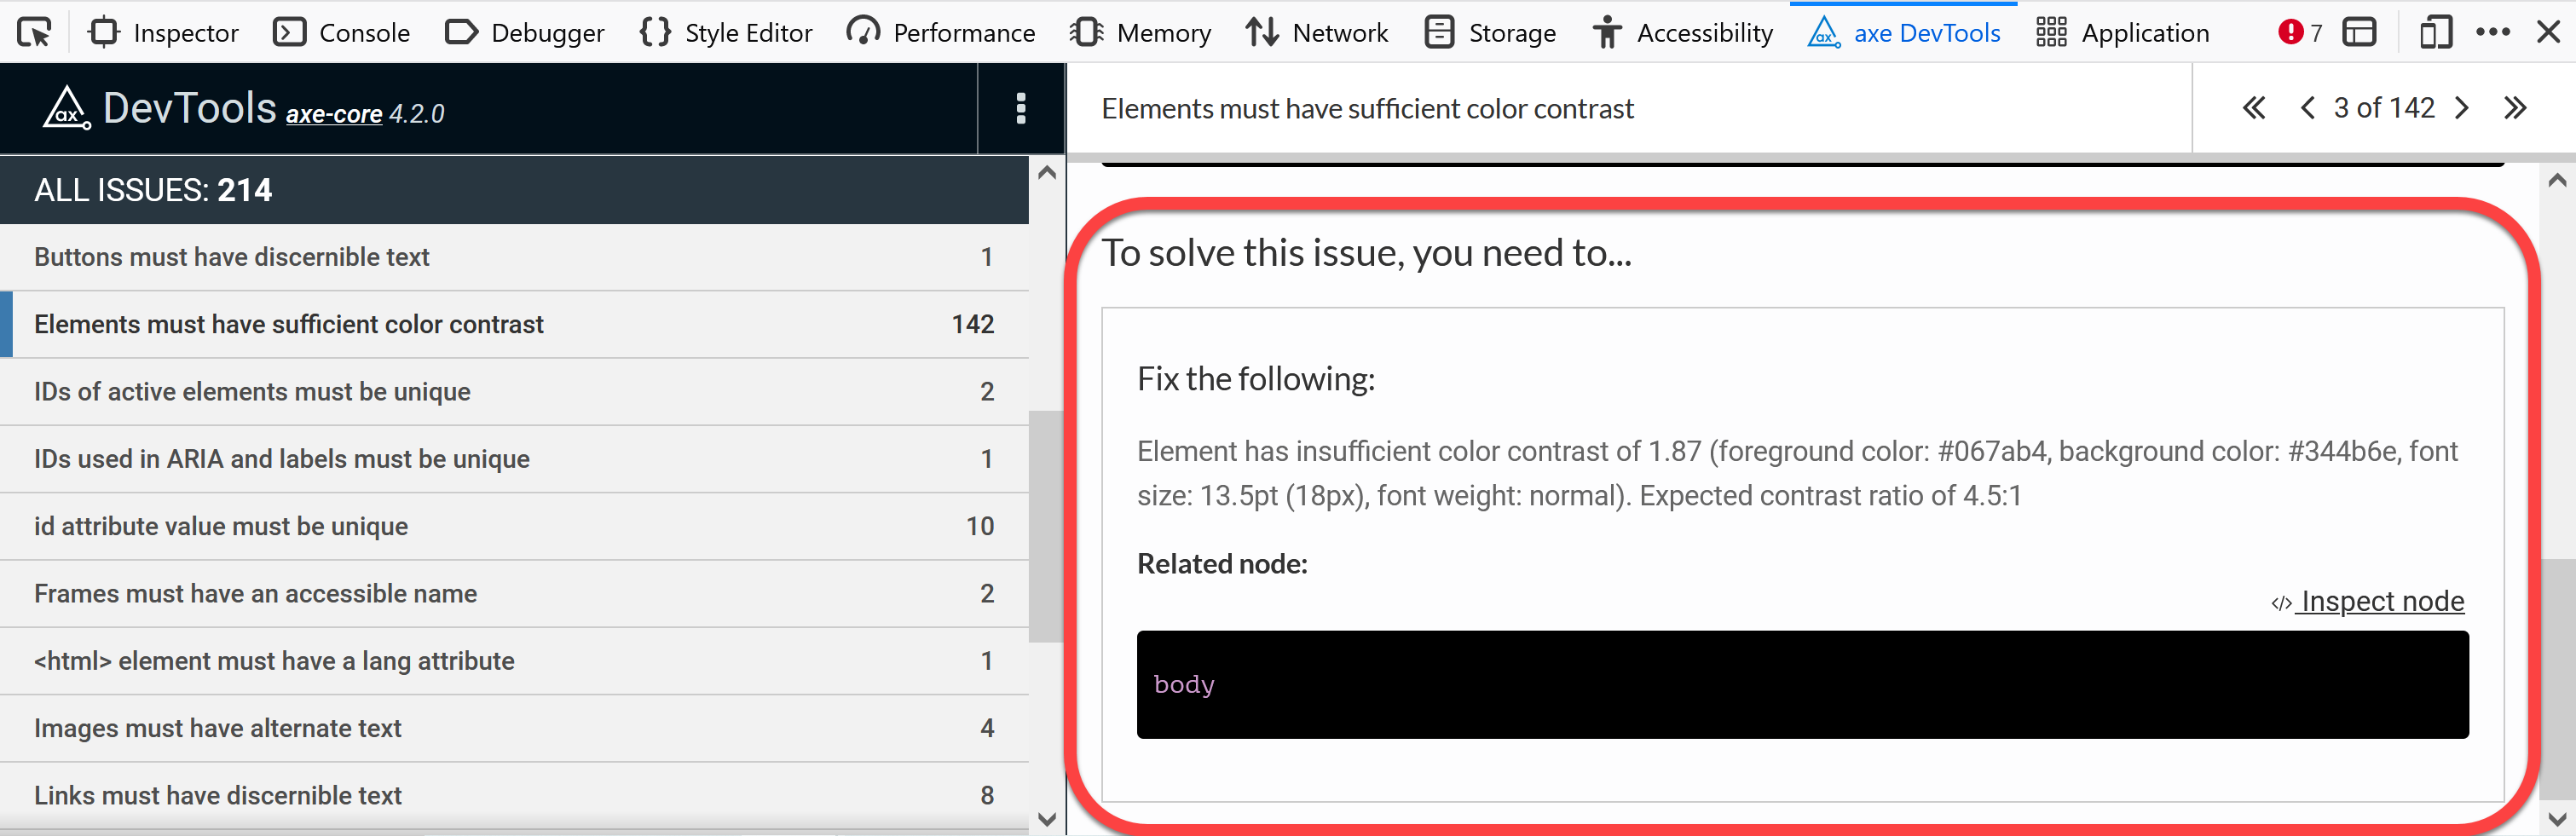 Inspector Console Debugger Style Editor Performance Memory Network Storage Accessibility axe DevTools Application 7
ax DevTools axe-core 4.2.0
ALL ISSUES: 214
Buttons must have discernible text 1
Elements must have sufficient color contrast 142
IDs of active elements must be unique 2
IDs used in ARIA and labels must be unique 1
id attribute value must be unique 10
Frames must have an accessible name 2
<html> element must have a lang attribute 1
Images must have alternate text 4
Links must have discernible text 8
Elements must have sufficient color contrast 3 of 142
To solve this issue, you need to...
Fix the following:
Element has insufficient color contrast of 1.87 (foreground color: #067ab4, background color: #344b6e, font
size: 13.5pt (18px), font weight: normal). Expected contrast ratio of 4.5:1
Related node:
</> Inspect node
body